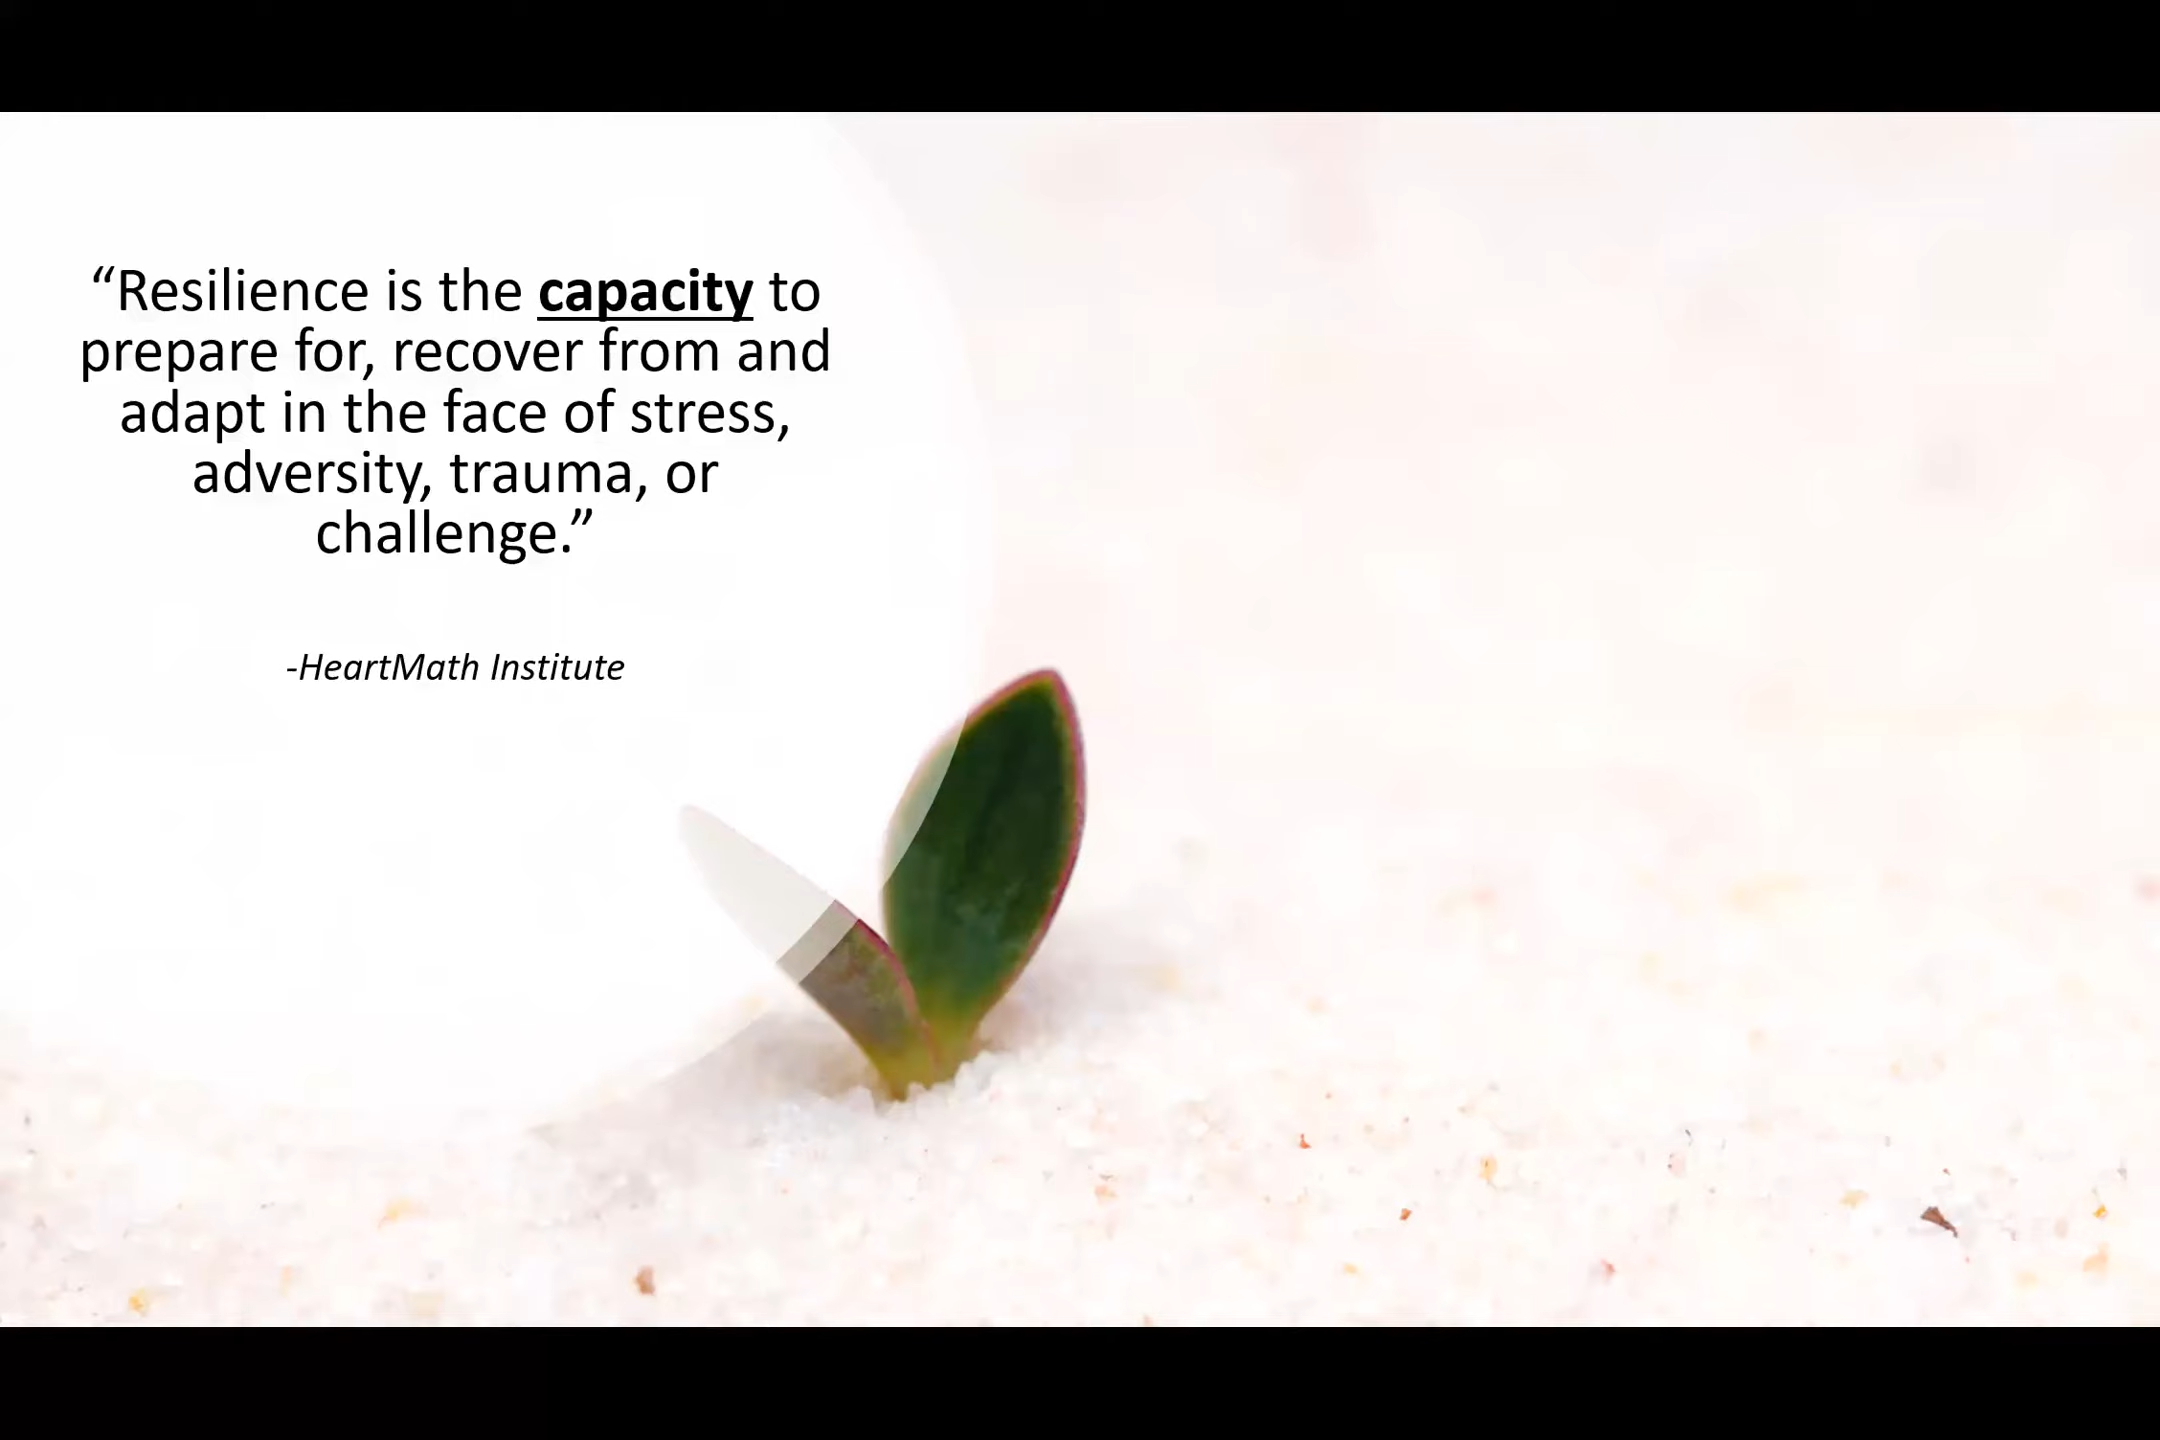 “Resilience is the capacity to
prepare for, recover from and
adapt in the face of stress,
adversity, trauma, or
challenge.”
-HeartMath Institute